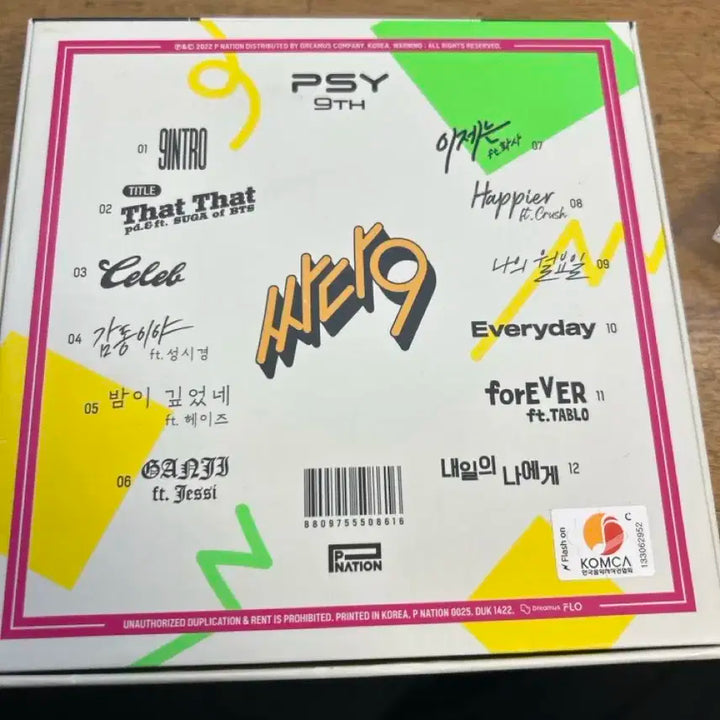 ℗&© 2022 P NATION DISTRIBUTED BY DREAMUS COMPANY. KOREA. WARNING : ALL RIGHTS RESERVED.
PSY
9TH
01 9INTRO
TITLE
02 That That
pd.&ft. SUGA of BTS
03 Celeb
04 감동이야
ft. 성시경
05 밤이 깊었네
ft. 헤이즈
06 GANJI
ft. Jessi
싸다9
이제는 07
ft.화사
Happier 08
ft.Crush
나의 월요일 09
Everyday 10
forEVER 11
ft.TABLO
내일의 나에게 12
8809755508616
P NATION
Flash on
C
KOMCA
한국음악저작권협회
133062952
UNAUTHORIZED DUPLICATION & RENT IS PROHIBITED. PRINTED IN KOREA, P NATION 0025. DUK 1422. Dreamus FLO